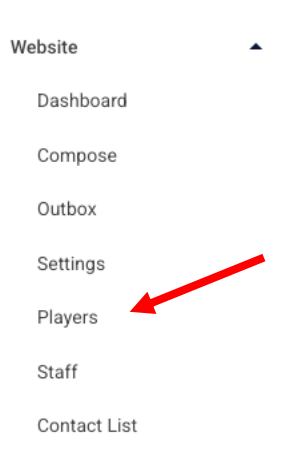 Website
Dashboard
Compose
Outbox
Settings
Players
Staff
Contact List